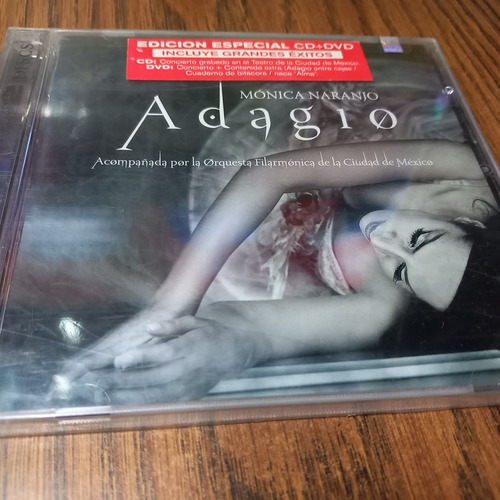 EDICION ESPECIAL CD+DVD
INCLUYE GRANDES ÉXITOS
CD: Concierto grabado en el Teatro de la Ciudad de México.
DVD: Concierto + Contenido extra (Adagio entre cajas /
Cuaderno de bitácora / nace "Alma".
MÓNICA NARANJO
Adagio
Acompañada por la Orquesta Filarmónica de la Ciudad de México